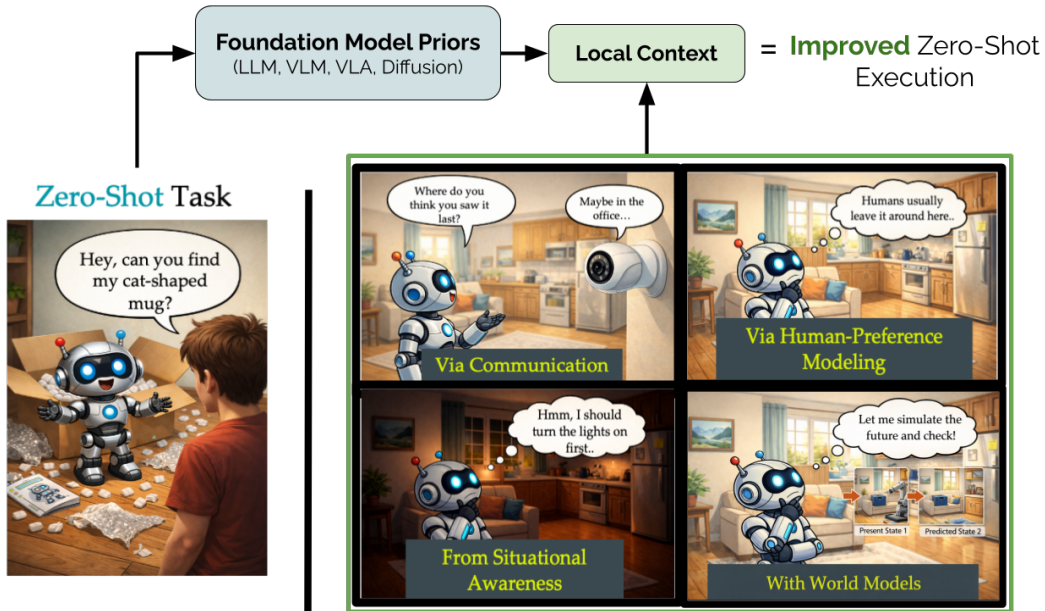 Foundation Model Priors
(LLM, VLM, VLA, Diffusion)
Local Context
= Improved Zero-Shot
Execution
Zero-Shot Task
Hey, can you find
my cat-shaped
mug?
Where do you
think you saw it
last?
Maybe in the
office...
Via Communication
Humans usually
leave it around here..
Via Human-Preference
Modeling
Hmm, I should
turn the lights on
first..
From Situational
Awareness
Let me simulate the
future and check!
Present State 1
Predicted State 2
With World Models